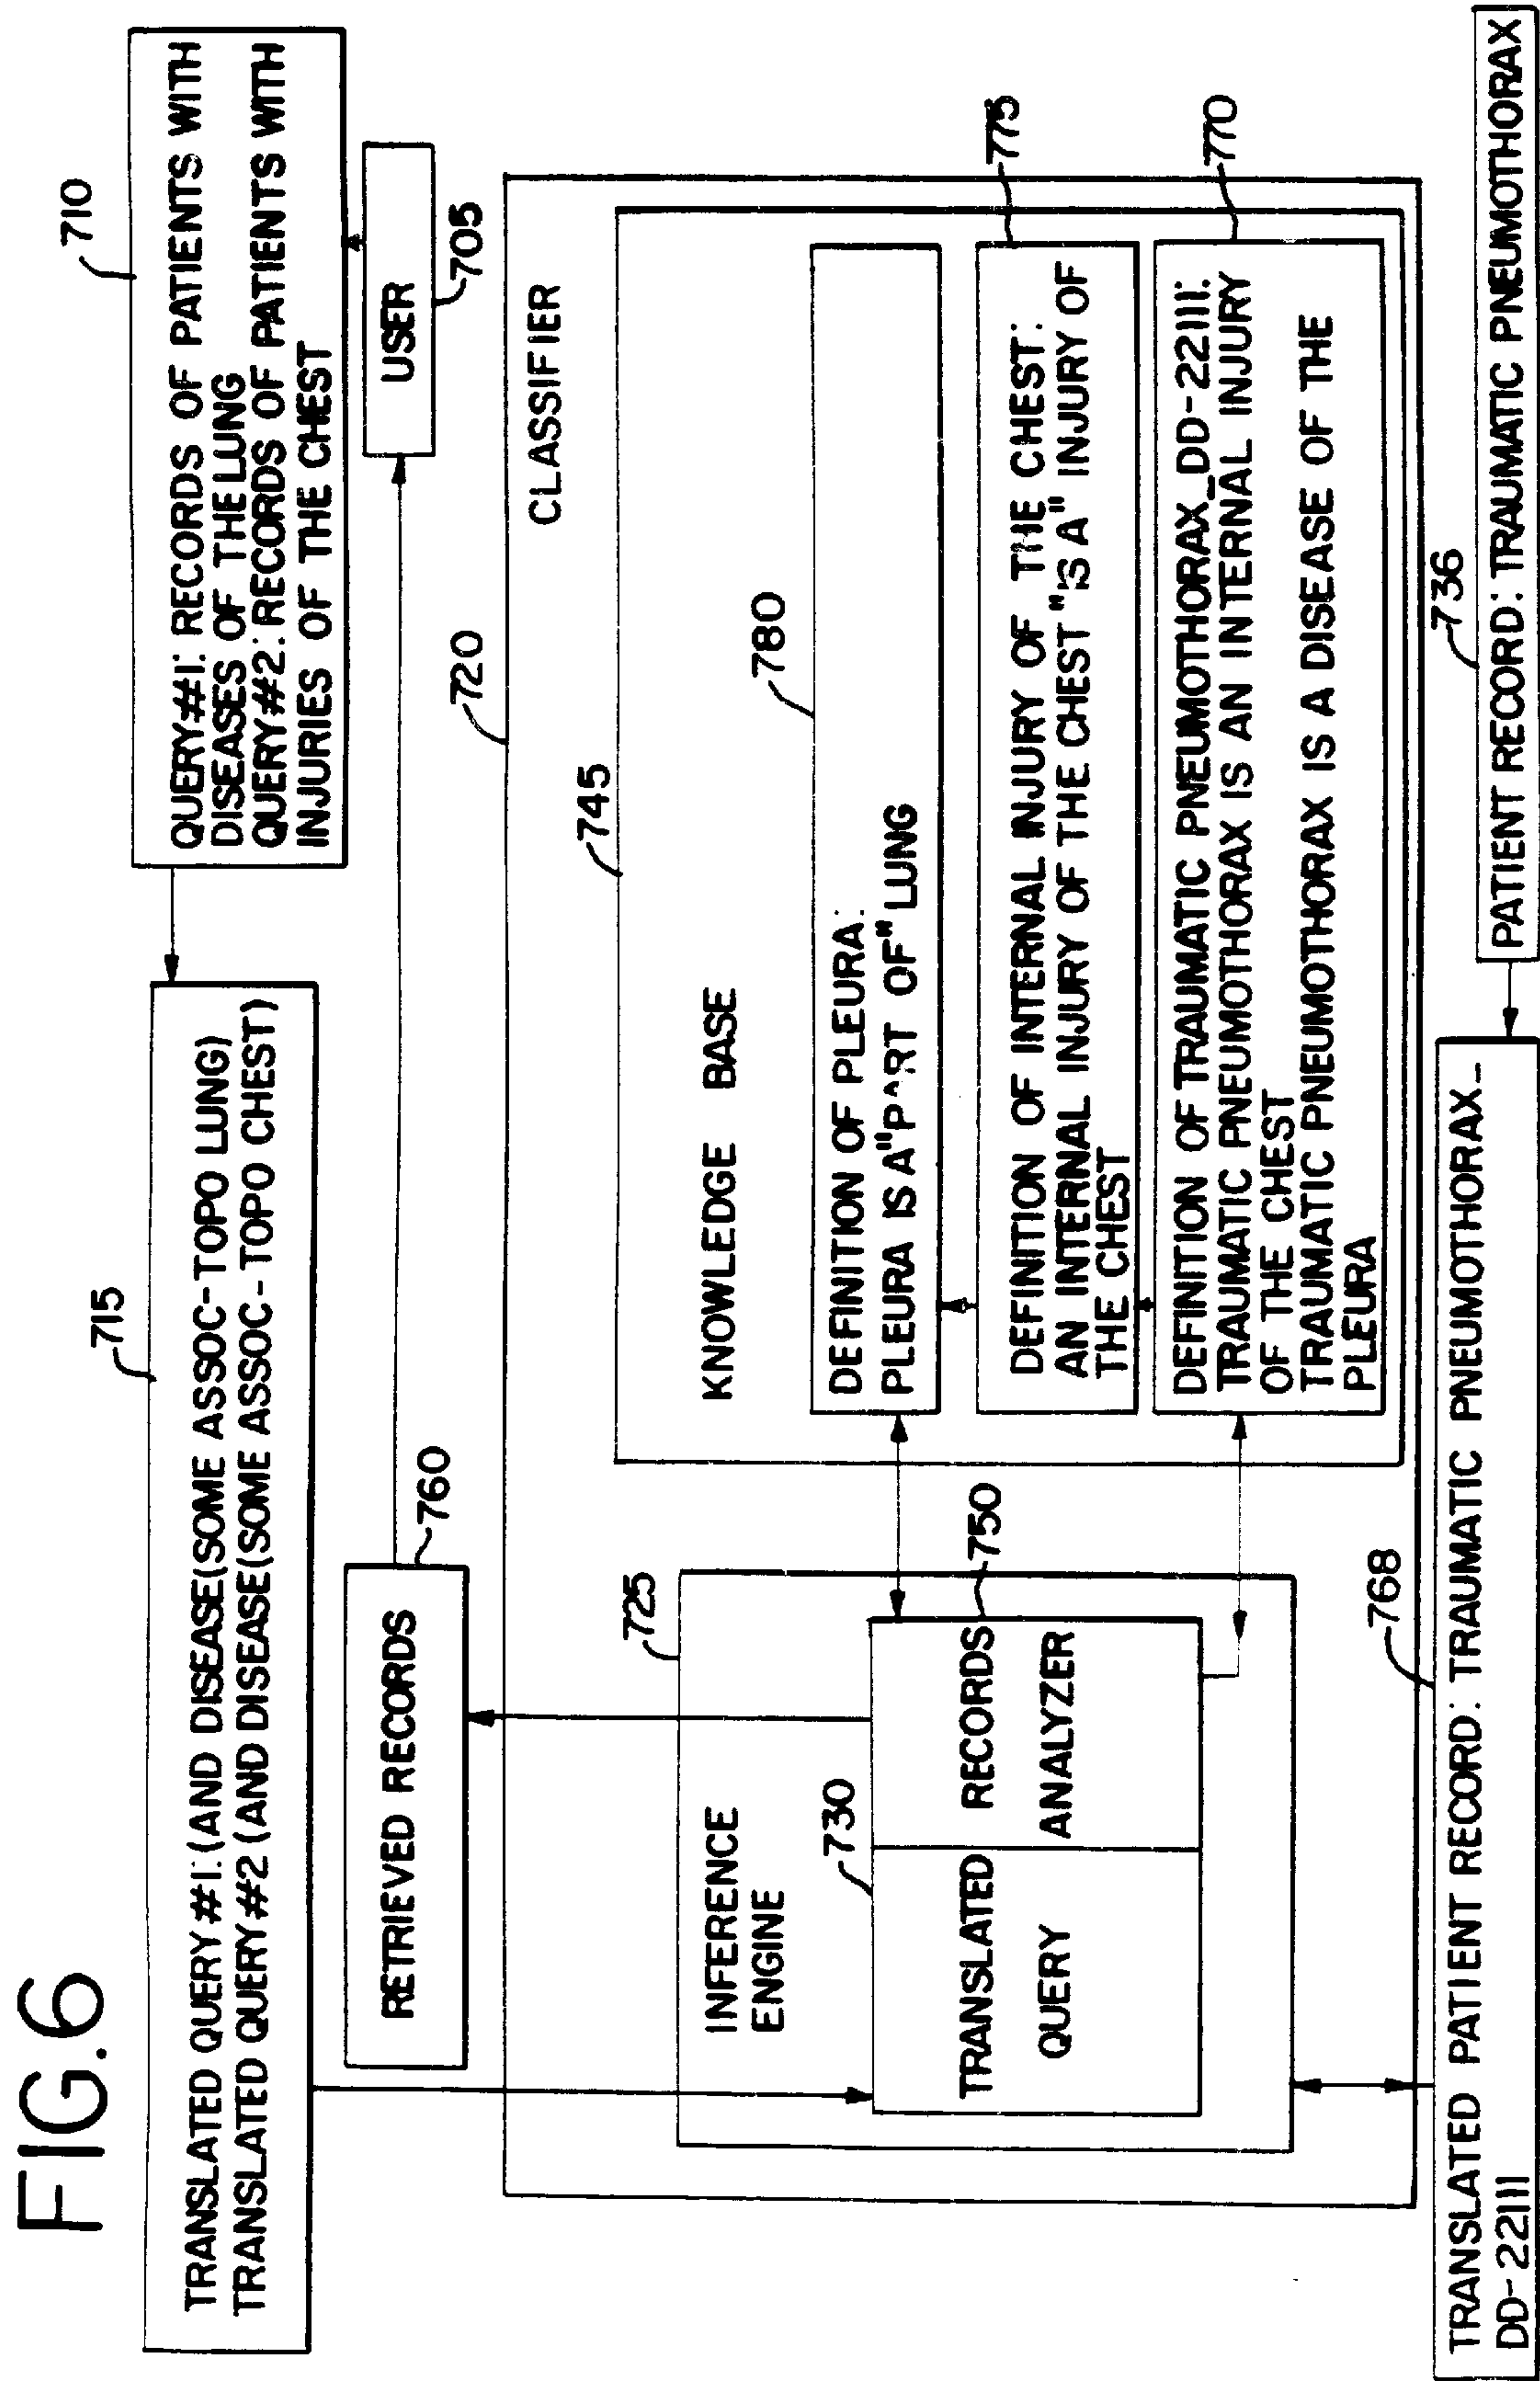 FIG.6
715
TRANSLATED QUERY #1: (AND DISEASE(SOME ASSOC-TOPO LUNG)
TRANSLATED QUERY #2 (AND DISEASE(SOME ASSOC-TOPO CHEST)
710
QUERY#1: RECORDS OF PATIENTS WITH
DISEASES OF THE LUNG
QUERY#2: RECORDS OF PATIENTS WITH
INJURIES OF THE CHEST
RETRIEVED RECORDS
760
USER
705
720
CLASSIFIER
725
INFERENCE
ENGINE
730
TRANSLATED
QUERY
750
RECORDS
ANALYZER
745
KNOWLEDGE BASE
780
DEFINITION OF PLEURA:
PLEURA IS A "PART OF" LUNG
775
DEFINITION OF INTERNAL INJURY OF THE CHEST:
AN INTERNAL INJURY OF THE CHEST "IS A" INJURY OF
THE CHEST
770
DEFINITION OF TRAUMATIC PNEUMOTHORAX_DD-22111:
TRAUMATIC PNEUMOTHORAX IS AN INTERNAL INJURY
OF THE CHEST
TRAUMATIC PNEUMOTHORAX IS A DISEASE OF THE
PLEURA
768
TRANSLATED PATIENT RECORD: TRAUMATIC PNEUMOTHORAX_
DD-22111
736
PATIENT RECORD: TRAUMATIC PNEUMOTHORAX